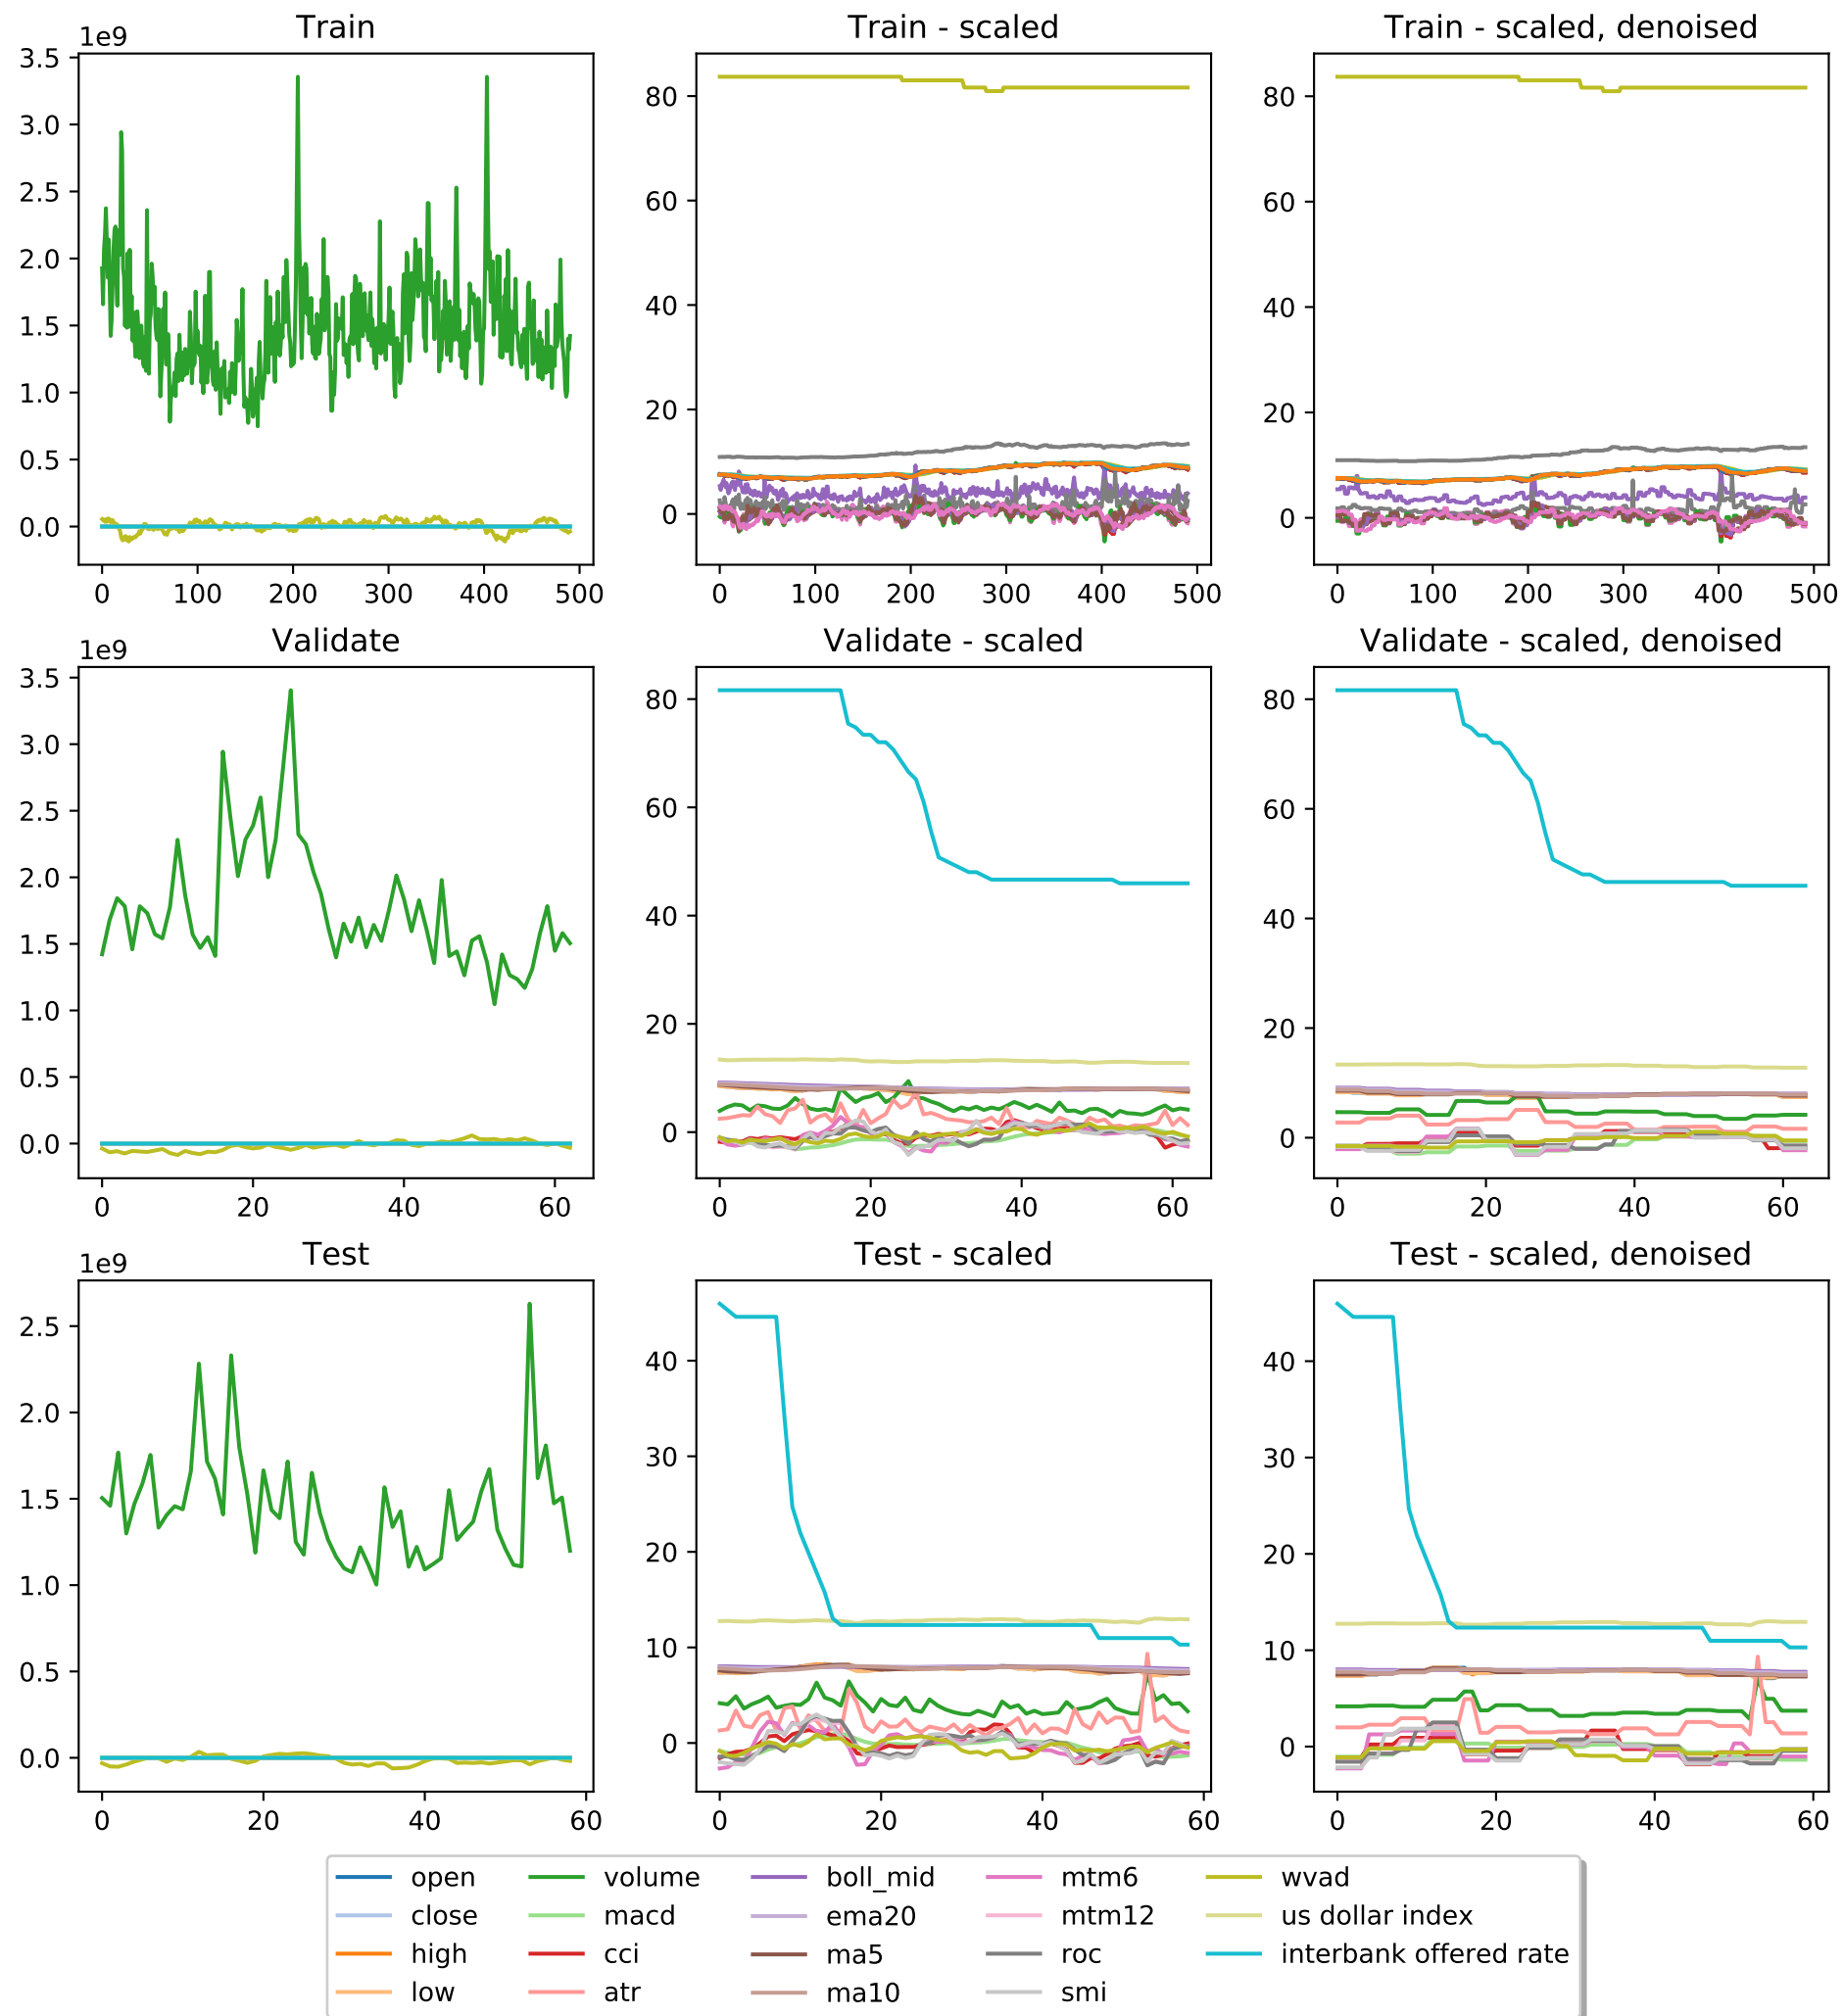 Train
Train - scaled
Train - scaled, denoised
1e9
3.5
3.0
2.5
2.0
1.5
1.0
0.5
0.0
0 100 200 300 400 500
80
60
40
20
0
0 100 200 300 400 500
80
60
40
20
0
0 100 200 300 400 500
Validate
Validate - scaled
Validate - scaled, denoised
1e9
3.5
3.0
2.5
2.0
1.5
1.0
0.5
0.0
0 20 40 60
80
60
40
20
0
0 20 40 60
80
60
40
20
0
0 20 40 60
Test
Test - scaled
Test - scaled, denoised
1e9
2.5
2.0
1.5
1.0
0.5
0.0
0 20 40 60
40
30
20
10
0
0 20 40 60
40
30
20
10
0
0 20 40 60
open
close
high
low
volume
macd
cci
atr
boll_mid
ema20
ma5
ma10
mtm6
mtm12
roc
smi
wvad
us dollar index
interbank offered rate